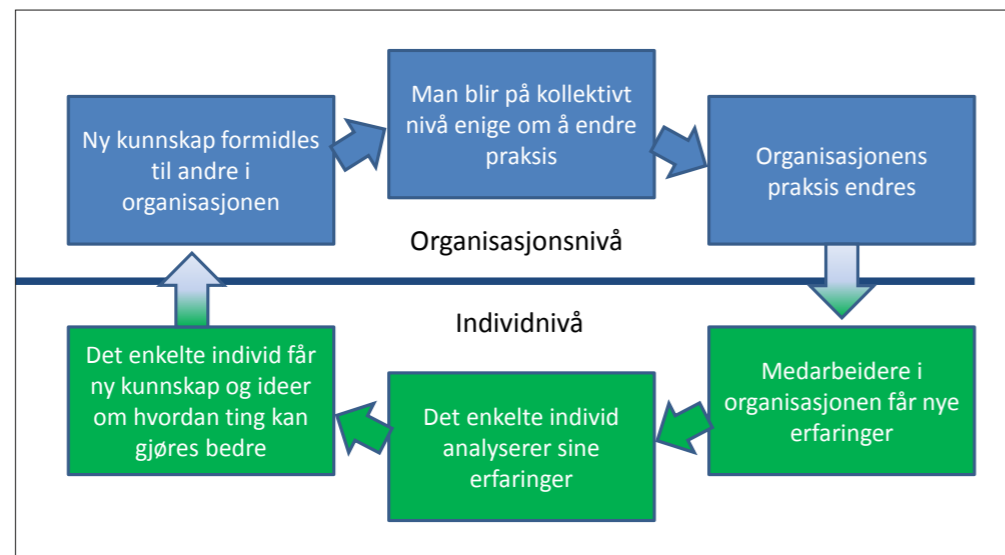 Ny kunnskap formidles
til andre i
organisasjonen
Man blir på kollektivt
nivå enige om å endre
praksis
Organisasjonens
praksis endres
Organisasjonsnivå
Individnivå
Det enkelte individ får
ny kunnskap og ideer
om hvordan ting kan
gjøres bedre
Det enkelte individ
analyserer sine
erfaringer
Medarbeidere i
organisasjonen får nye
erfaringer